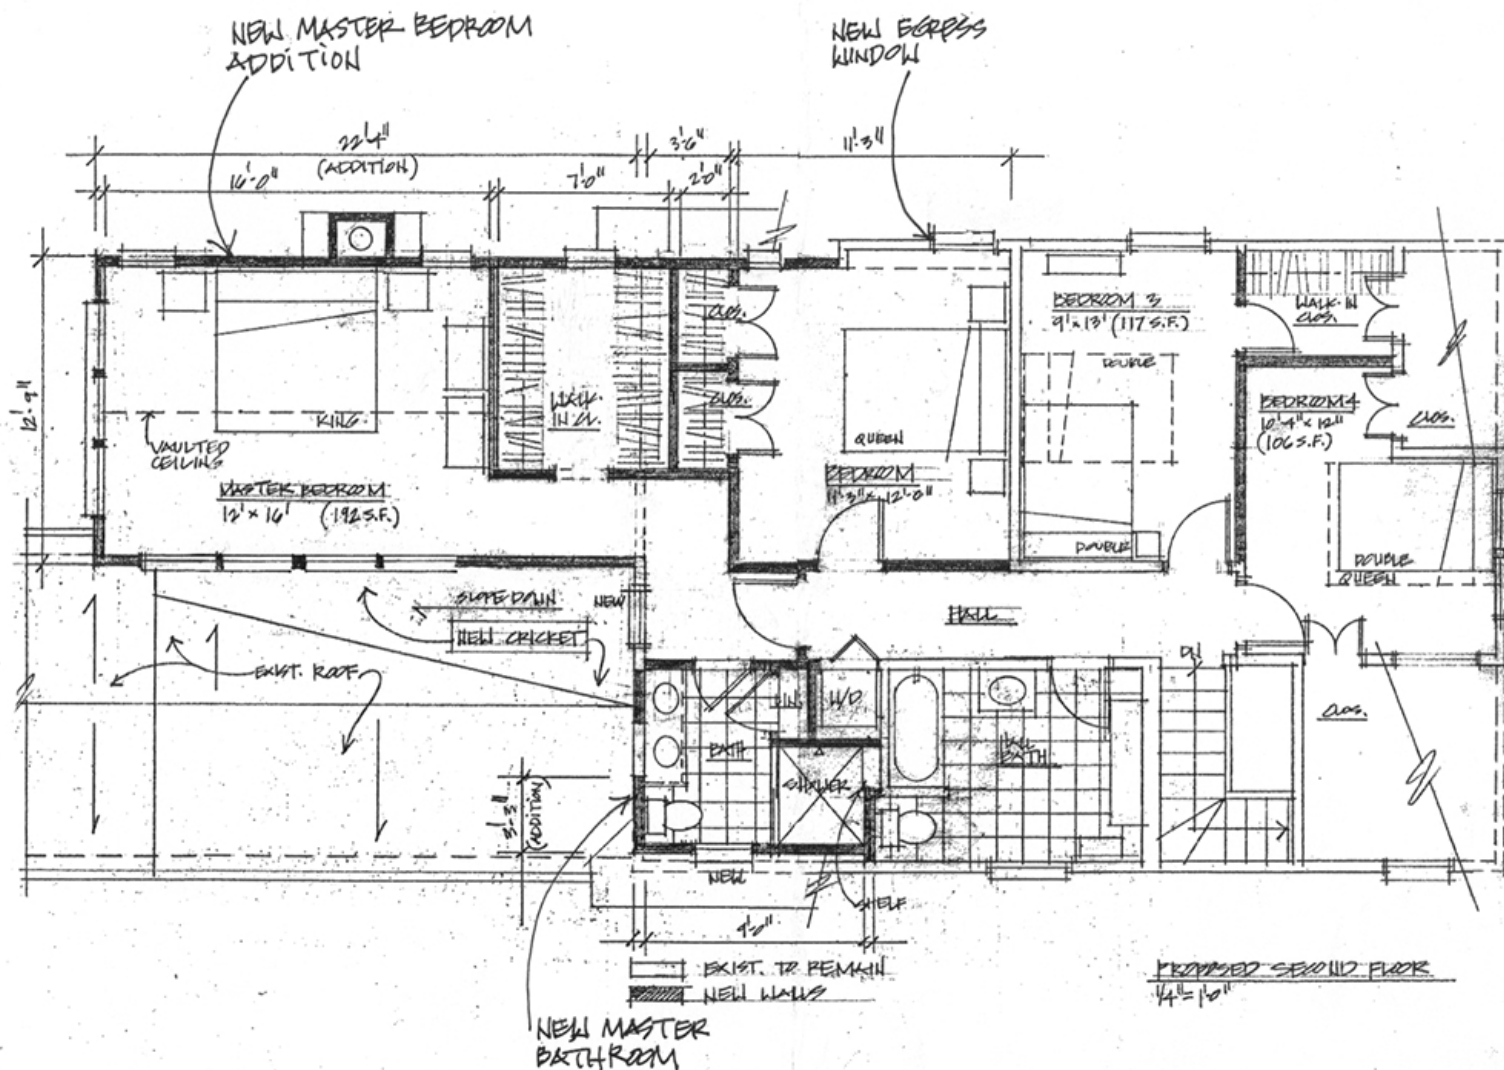 NEW MASTER BEDROOM
ADDITION
NEW EGRESS
WINDOW
22'-4"
(ADDITION)
3'-6"
11'-3"
16'-0"
7'-0"
2'-0"
12'-9"
CLOS.
BEDROOM 3
9' x 13' (117 S.F.)
WALK-IN
CLOS.
DOUBLE
KING
WALK-
IN CL.
CLOS.
QUEEN
BEDROOM 4
(106 S.F.)
CLOS.
VAULTED
CEILING
MASTER BEDROOM
12' x 16' (192 S.F.)
BEDROOM
11'-3" x 12'-0"
DOUBLE
DOUBLE
QUEEN
SLOPE DOWN
NEW
HALL
NEW CRICKET
EXIST. ROOF
DN
LIN.
W/D
CLOS.
BATH
HALL
BATH
SHOWER
3'-3"
(ADDITION)
NEW
SHELF
9'-0"
EXIST. TO REMAIN
NEW WALLS
PROPOSED SECOND FLOOR
1/4"=1'-0"
NEW MASTER
BATHROOM